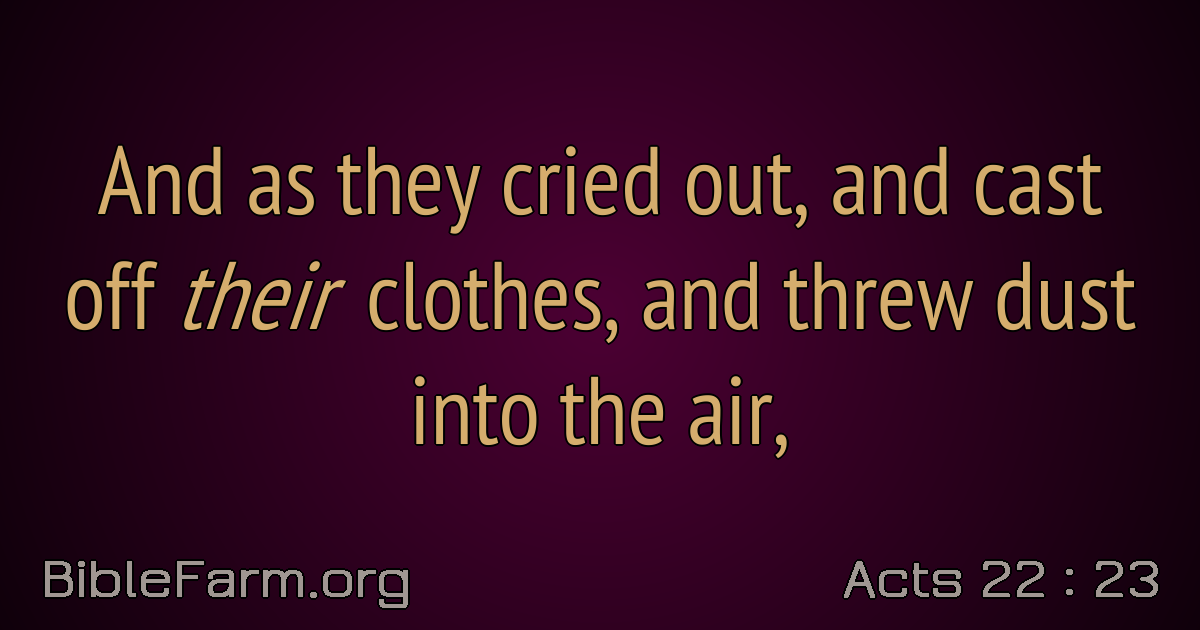 And as they cried out, and cast
off their clothes, and threw dust
into the air,
BibleFarm.org
Acts 22 : 23